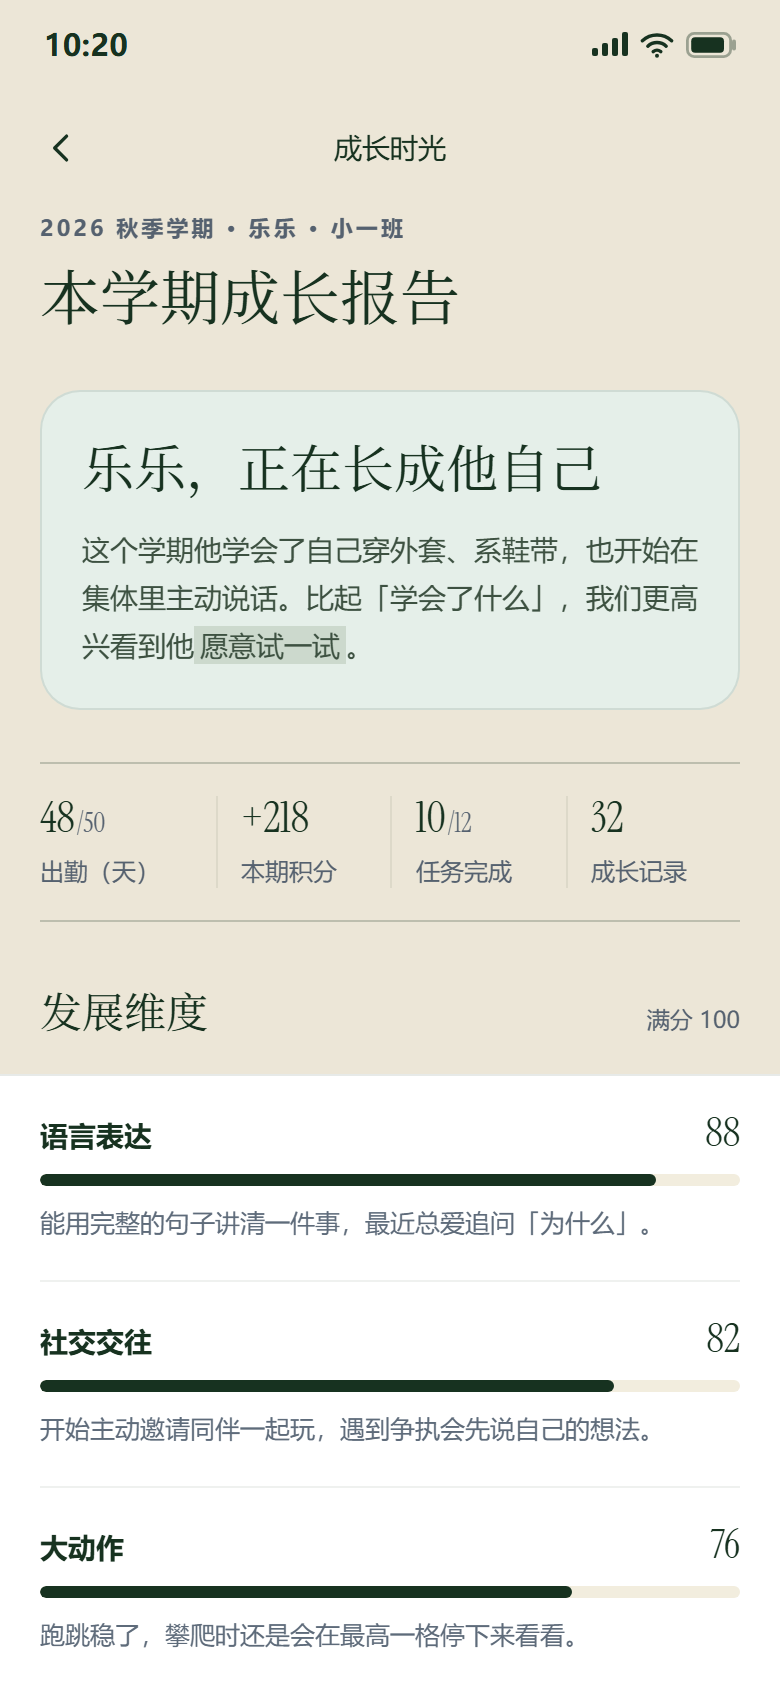 10:20
成长时光
2026 秋季学期 • 乐乐 • 小一班
本学期成长报告
乐乐，正在长成他自己
这个学期他学会了自己穿外套、系鞋带，也开始在
集体里主动说话。比起「学会了什么」，我们更高
兴看到他愿意试一试。
48/50 +218 10/12 32
出勤（天） 本期积分 任务完成 成长记录
发展维度 满分 100
语言表达 88
能用完整的句子讲清一件事，最近总爱追问「为什么」。
社交交往 82
开始主动邀请同伴一起玩，遇到争执会先说自己的想法。
大动作 76
跑跳稳了，攀爬时还是会在最高一格停下来看看。